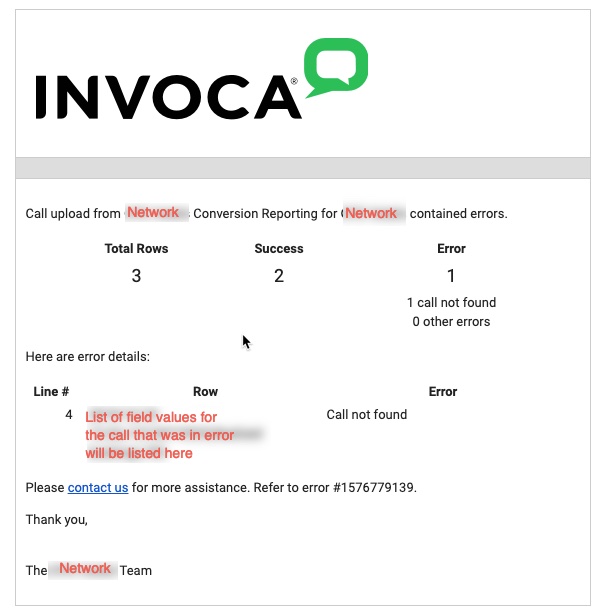 INVOCA®
Call upload from Network Conversion Reporting for Network contained errors.
Total Rows Success Error
3 2 1
1 call not found
0 other errors
Here are error details:
Line # Row Error
4 List of field values for Call not found
the call that was in error
will be listed here
Please contact us for more assistance. Refer to error #1576779139.
Thank you,
The Network Team